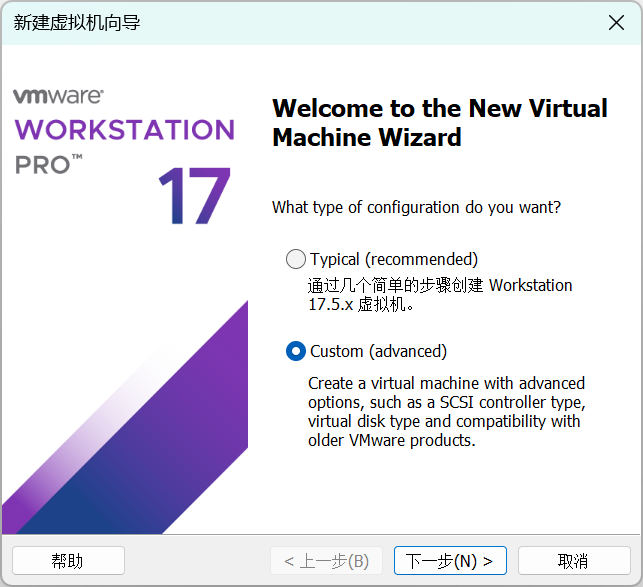 新建虚拟机向导
vmware®
WORKSTATION
PRO™
17
Welcome to the New Virtual
Machine Wizard
What type of configuration do you want?
Typical (recommended)
通过几个简单的步骤创建 Workstation
17.5.x 虚拟机。
Custom (advanced)
Create a virtual machine with advanced
options, such as a SCSI controller type,
virtual disk type and compatibility with
older VMware products.
帮助
< 上一步(B)
下一步(N) >
取消